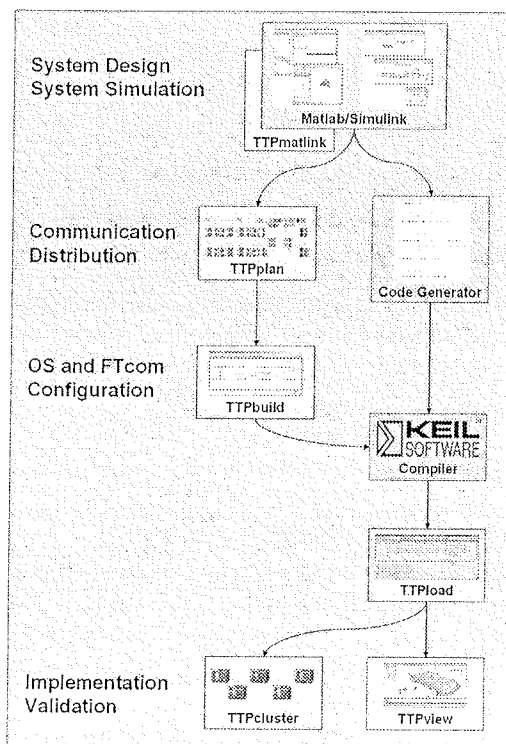 System Design
System Simulation
Matlab/Simulink
TTPmatlink
Communication
Distribution
TTPplan
Code Generator
OS and FTcom
Configuration
TTPbuild
KEIL
SOFTWARE
Compiler
TTPload
Implementation
Validation
TTPcluster
TTPview